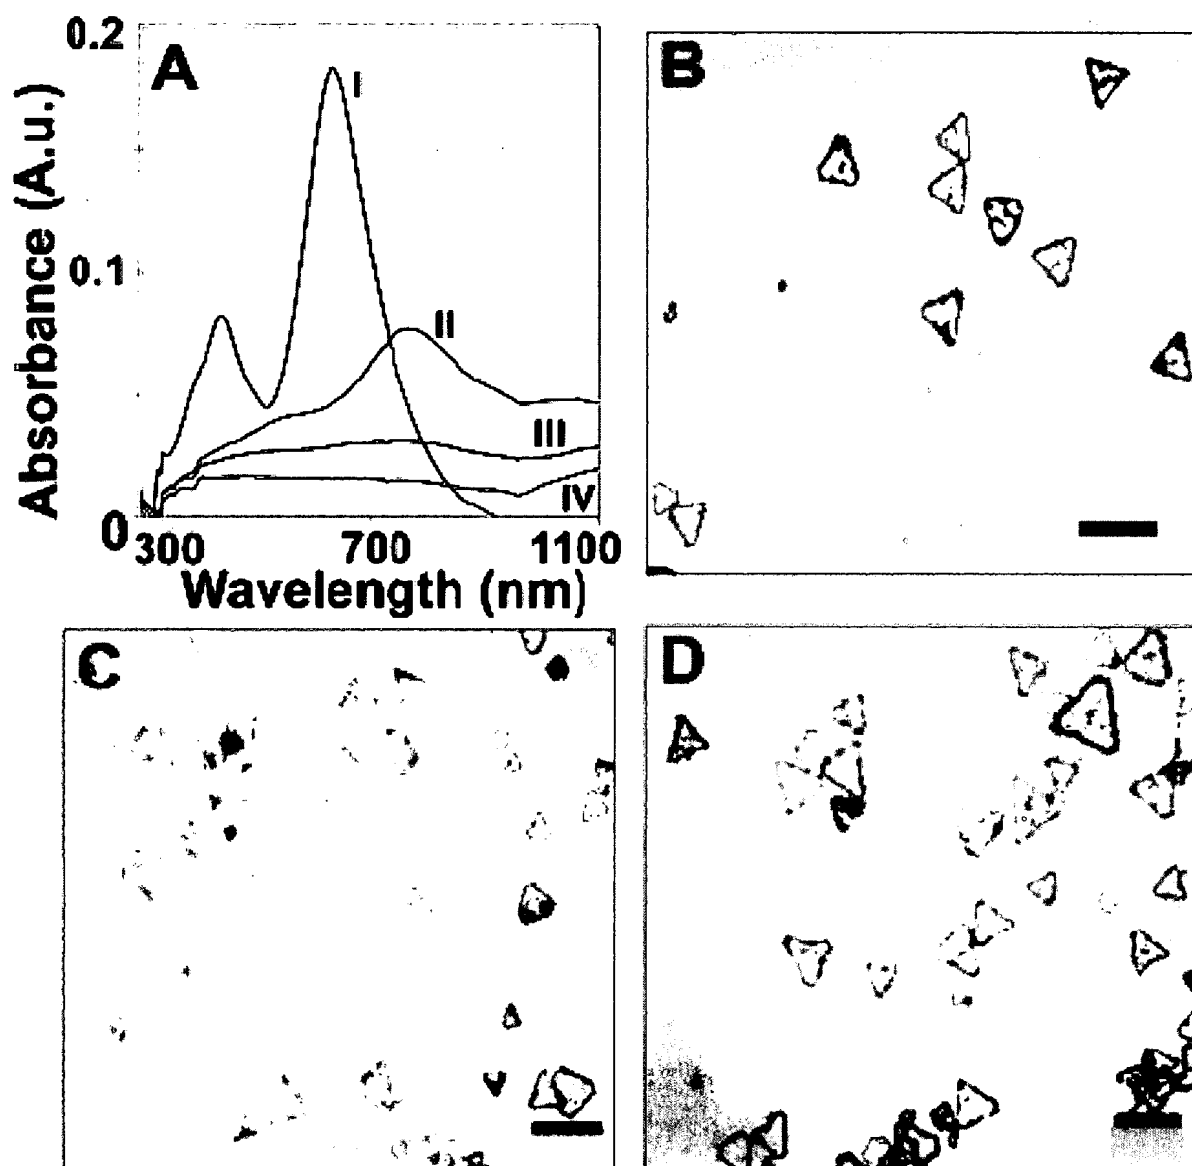 A
B
0.2
I
Absorbance (A.u.)
0.1
II
III
IV
0
300 700 1100
Wavelength (nm)
C
D